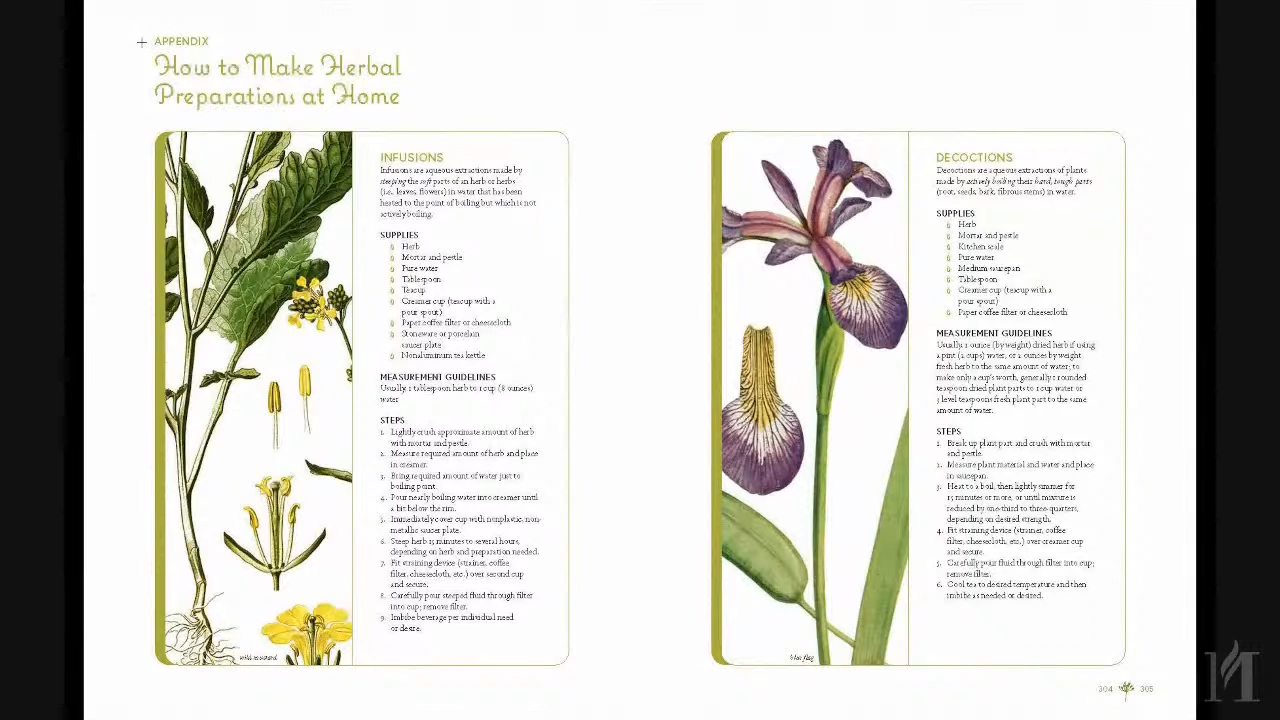 APPENDIX
How to Make Herbal
Preparations at Home
INFUSIONS
Infusions are aqueous extractions made by
steeping the soft parts of an herb or herbs
(i.e., leaves, flowers) in water that has been
heated to the point of boiling but which is not
actively boiling.
SUPPLIES
Herb
Mortar and pestle
Pure water
Tablespoon
Teacup
Creamer cup (teacup with a
pour spout)
Paper coffee filter or cheesecloth
Stoneware or porcelain
saucer plate
Nonaluminum tea kettle
MEASUREMENT GUIDELINES
Usually, 1 tablespoon herb to 1 cup (8 ounces)
water
STEPS
1. Lightly crush approximate amount of herb
with mortar and pestle.
2. Measure required amount of herb and place
in creamer.
3. Bring required amount of water just to
boiling point.
4. Pour nearly boiling water into creamer until
a bit below the rim.
5. Immediately cover cup with nonplastic, non-
metallic saucer plate.
6. Steep herb 15 minutes to several hours,
depending on herb and preparation needed.
7. Fit straining device (strainer, coffee
filter, cheesecloth, etc.) over second cup
and secure.
8. Carefully pour steeped fluid through filter
into cup; remove filter.
9. Imbibe beverage per individual need
or desire.
wild mustard
DECOCTIONS
Decoctions are aqueous extractions of plants
made by actively boiling their hard, tough parts
(root, seeds, bark, fibrous stems) in water.
SUPPLIES
Herb
Mortar and pestle
Kitchen scale
Pure water
Medium saucepan
Tablespoon
Creamer cup (teacup with a
pour spout)
Paper coffee filter or cheesecloth
MEASUREMENT GUIDELINES
Usually, 1 ounce (by weight) dried herb if using
a pint (2 cups) water, or 2 ounces by weight
fresh herb to the same amount of water; to
make only a cup's worth, generally 1 rounded
teaspoon dried plant parts to 1 cup water or
3 level teaspoons fresh plant part to the same
amount of water.
STEPS
1. Break up plant part and crush with mortar
and pestle.
2. Measure plant material and water and place
in saucepan.
3. Heat to a boil, then lightly simmer for
15 minutes or more, or until mixture is
reduced by one-third to three-quarters,
depending on desired strength.
4. Fit straining device (strainer, coffee
filter, cheesecloth, etc.) over creamer cup
and secure.
5. Carefully pour fluid through filter into cup;
remove filter.
6. Cool tea to desired temperature and then
imbibe as needed or desired.
blue flag
304 305
M